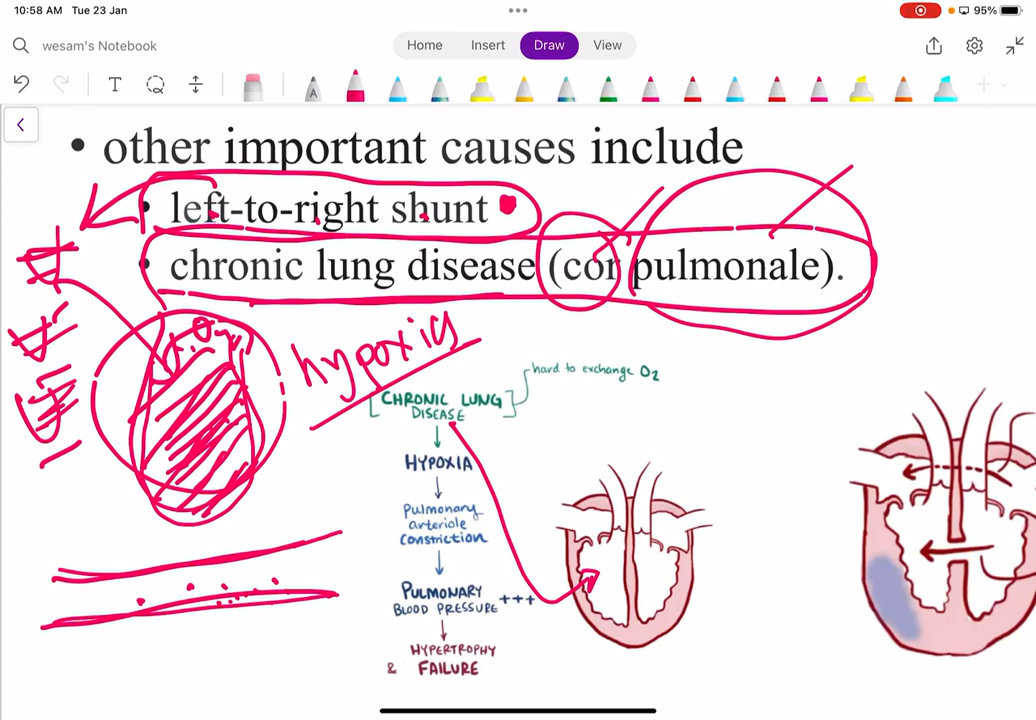 10:58 AM Tue 23 Jan
95%
wesam's Notebook
Home Insert Draw View
T
A
• other important causes include
• left-to-right shunt
• chronic lung disease (cor pulmonale).
hypoxics
hard to exchange O2
[CHRONIC LUNG DISEASE]
HYPOXIA
Pulmonary
arteriole
constriction
PULMONARY
BLOOD PRESSURE +++
HYPERTROPHY
& FAILURE